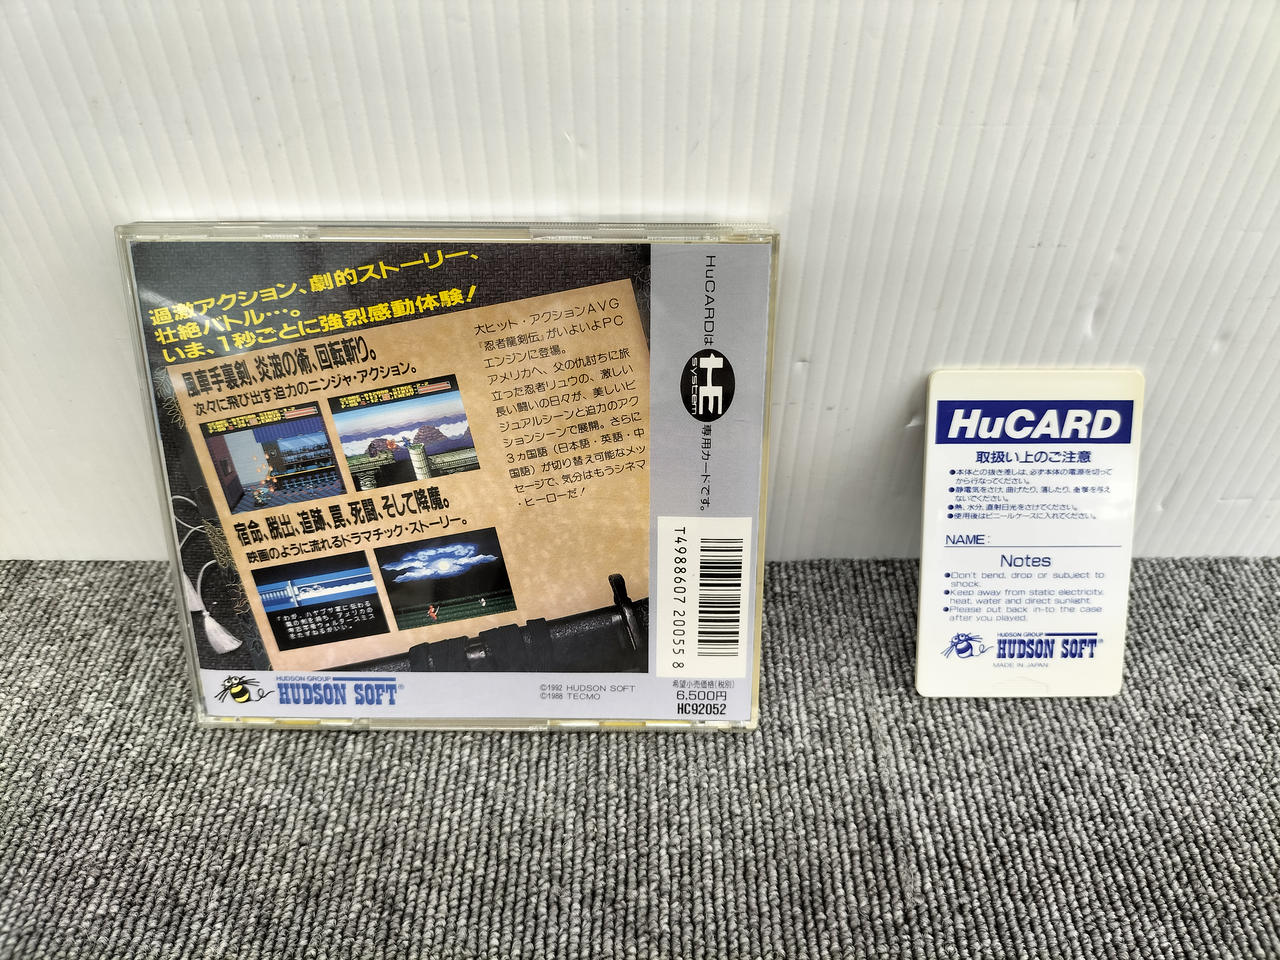 過激アクション、劇的ストーリー、
壮絶バトル…。
いま、1秒ごとに強烈感動体験!
風車手裏剣、炎波の術、回転斬り。
次々に飛び出す迫力のニンジャ・アクション。
宿命、脱出、追跡、罠、死闘、そして降魔。
映画のように流れるドラマチック・ストーリー。
大ヒット・アクションAVG
『忍者龍剣伝』がいよいよPC
エンジンに登場。
アメリカへ、父の仇討ちに旅
立った忍者リュウの、激しい
長い闘いの日々が、美しいビ
ジュアルシーンと迫力のアク
ションシーンで展開。さらに
3ヵ国語(日本語・英語・中
国語)が切り替え可能なメッ
セージで、気分はもうシネマ
・ヒーローだ!
HUDSON GROUP
HUDSON SOFT®
©1992 HUDSON SOFT
©1988 TECMO
HuCARDは
HE
system
専用カードです。
T4988607200558
希望小売価格(税別)
6,500円
HC92052
HuCARD
取扱い上のご注意
●本体との抜き差しは、必ず本体の電源を切って
から行なってください。
●静電気をさけ、曲げたり、落したり、衝撃を与え
ないでください。
●熱、水分、直射日光をさけてください。
●使用後はビニールケースに入れてください。
NAME:
Notes
●Don't bend, drop or subject to
shock.
●Keep away from static electricity,
heat, water and direct sunlight.
●Please put back in-to the case
after you played.
HUDSON GROUP
HUDSON SOFT®
MADE IN JAPAN